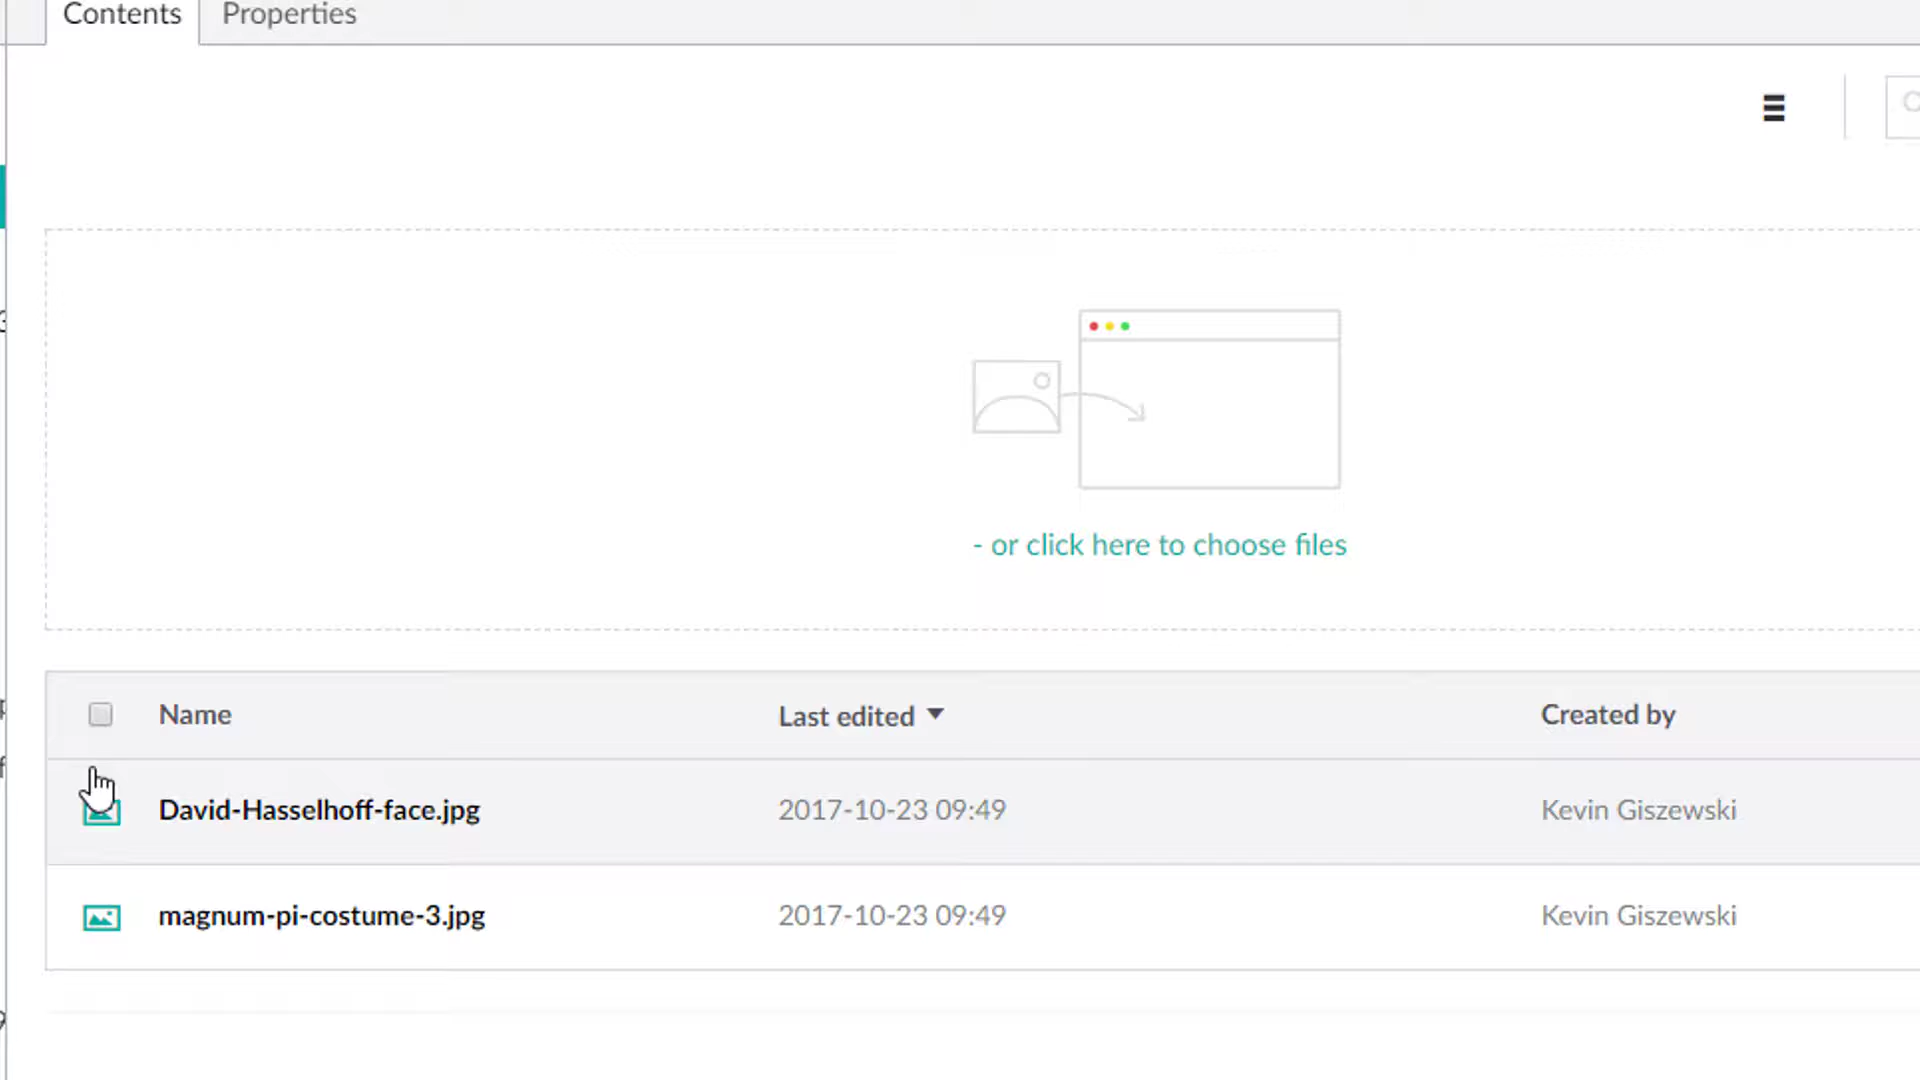 Contents Properties
- or click here to choose files
Name Last edited Created by
David-Hasselhoff-face.jpg 2017-10-23 09:49 Kevin Giszewski
magnum-pi-costume-3.jpg 2017-10-23 09:49 Kevin Giszewski